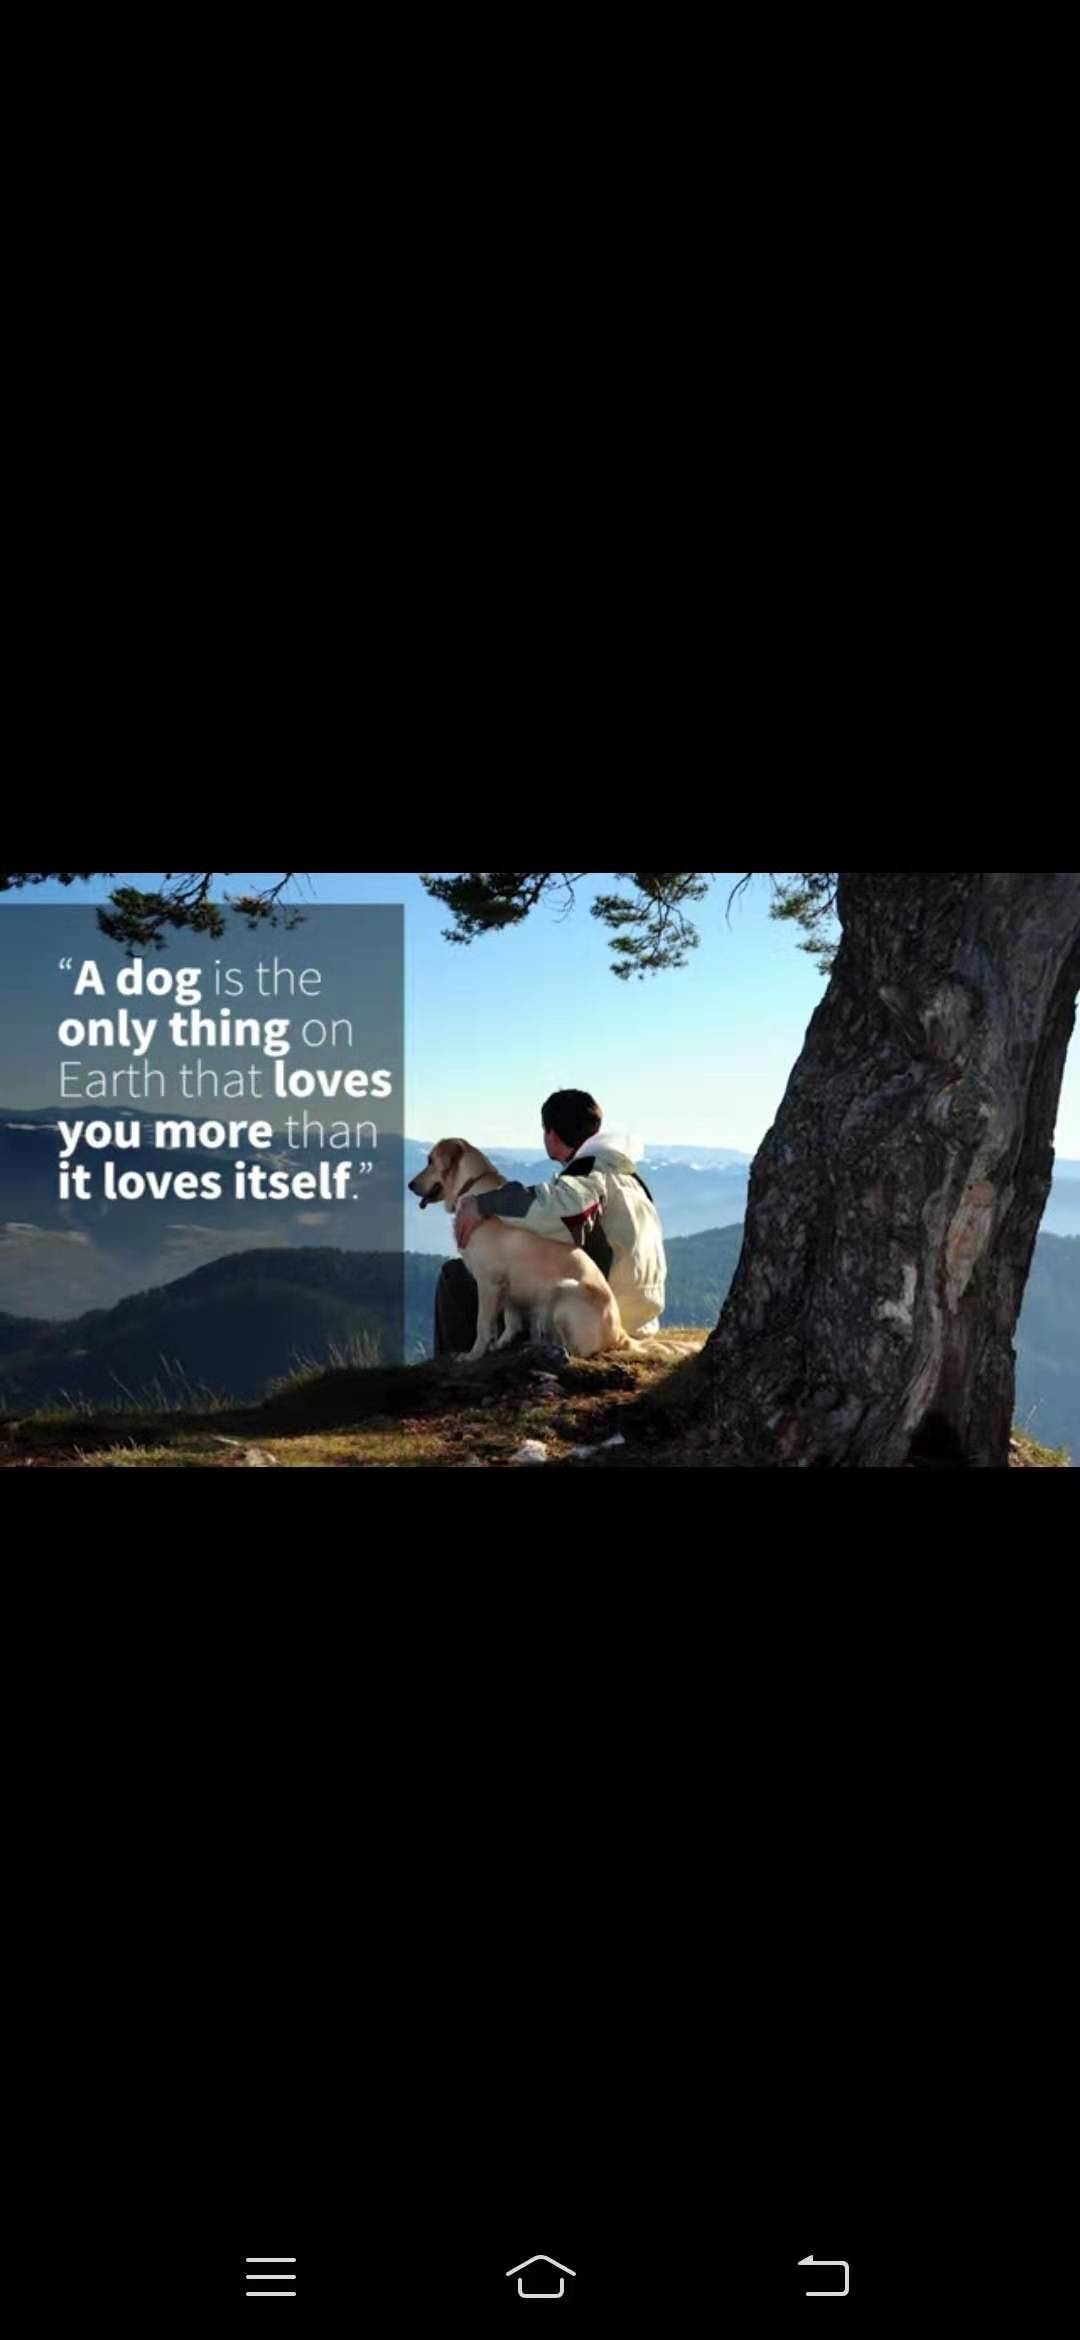 “A dog is the
only thing on
Earth that loves
you more than
it loves itself.”